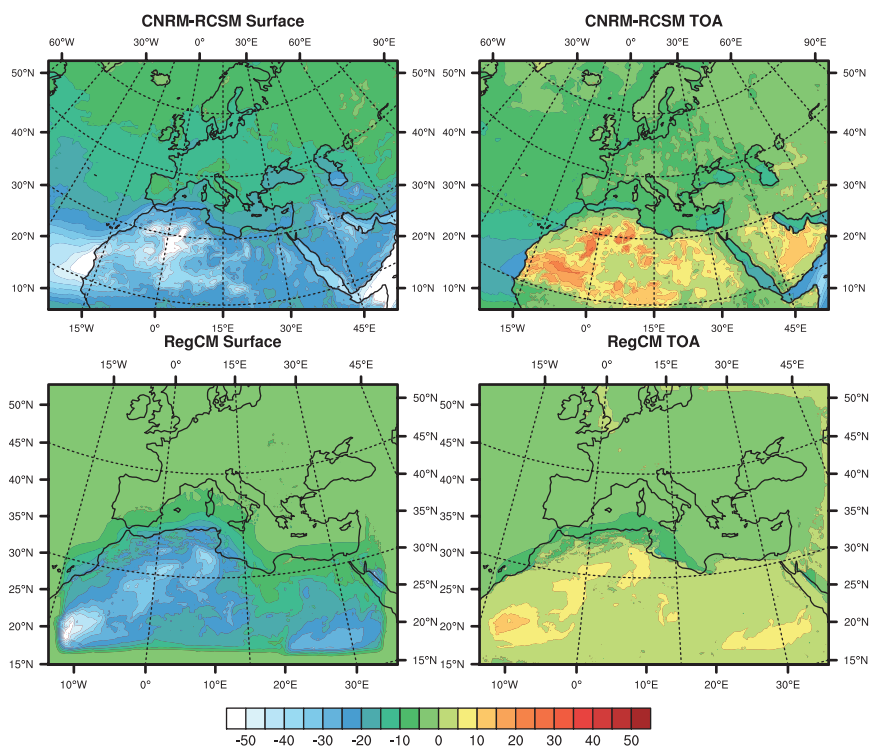 CNRM-RCSM Surface
60°W 30°W 0° 30°E 60°E 90°E
50°N
40°N
30°N
20°N
10°N
15°W 0° 15°E 30°E 45°E
CNRM-RCSM TOA
60°W 30°W 0° 30°E 60°E 90°E
50°N 50°N
40°N 40°N
30°N 30°N
20°N 20°N
10°N 10°N
15°W 0° 15°E 30°E 45°E
RegCM Surface
15°W 0° 15°E 30°E 45°E
50°N 50°N
45°N 45°N
40°N 40°N
35°N 35°N
30°N 30°N
25°N 25°N
20°N 20°N
15°N 15°N
10°W 0° 10°E 20°E 30°E
RegCM TOA
15°W 0° 15°E 30°E 45°E
50°N 50°N
45°N 45°N
40°N 40°N
35°N 35°N
30°N 30°N
25°N 25°N
20°N 20°N
15°N 15°N
10°W 0° 10°E 20°E 30°E
-50 -40 -30 -20 -10 0 10 20 30 40 50